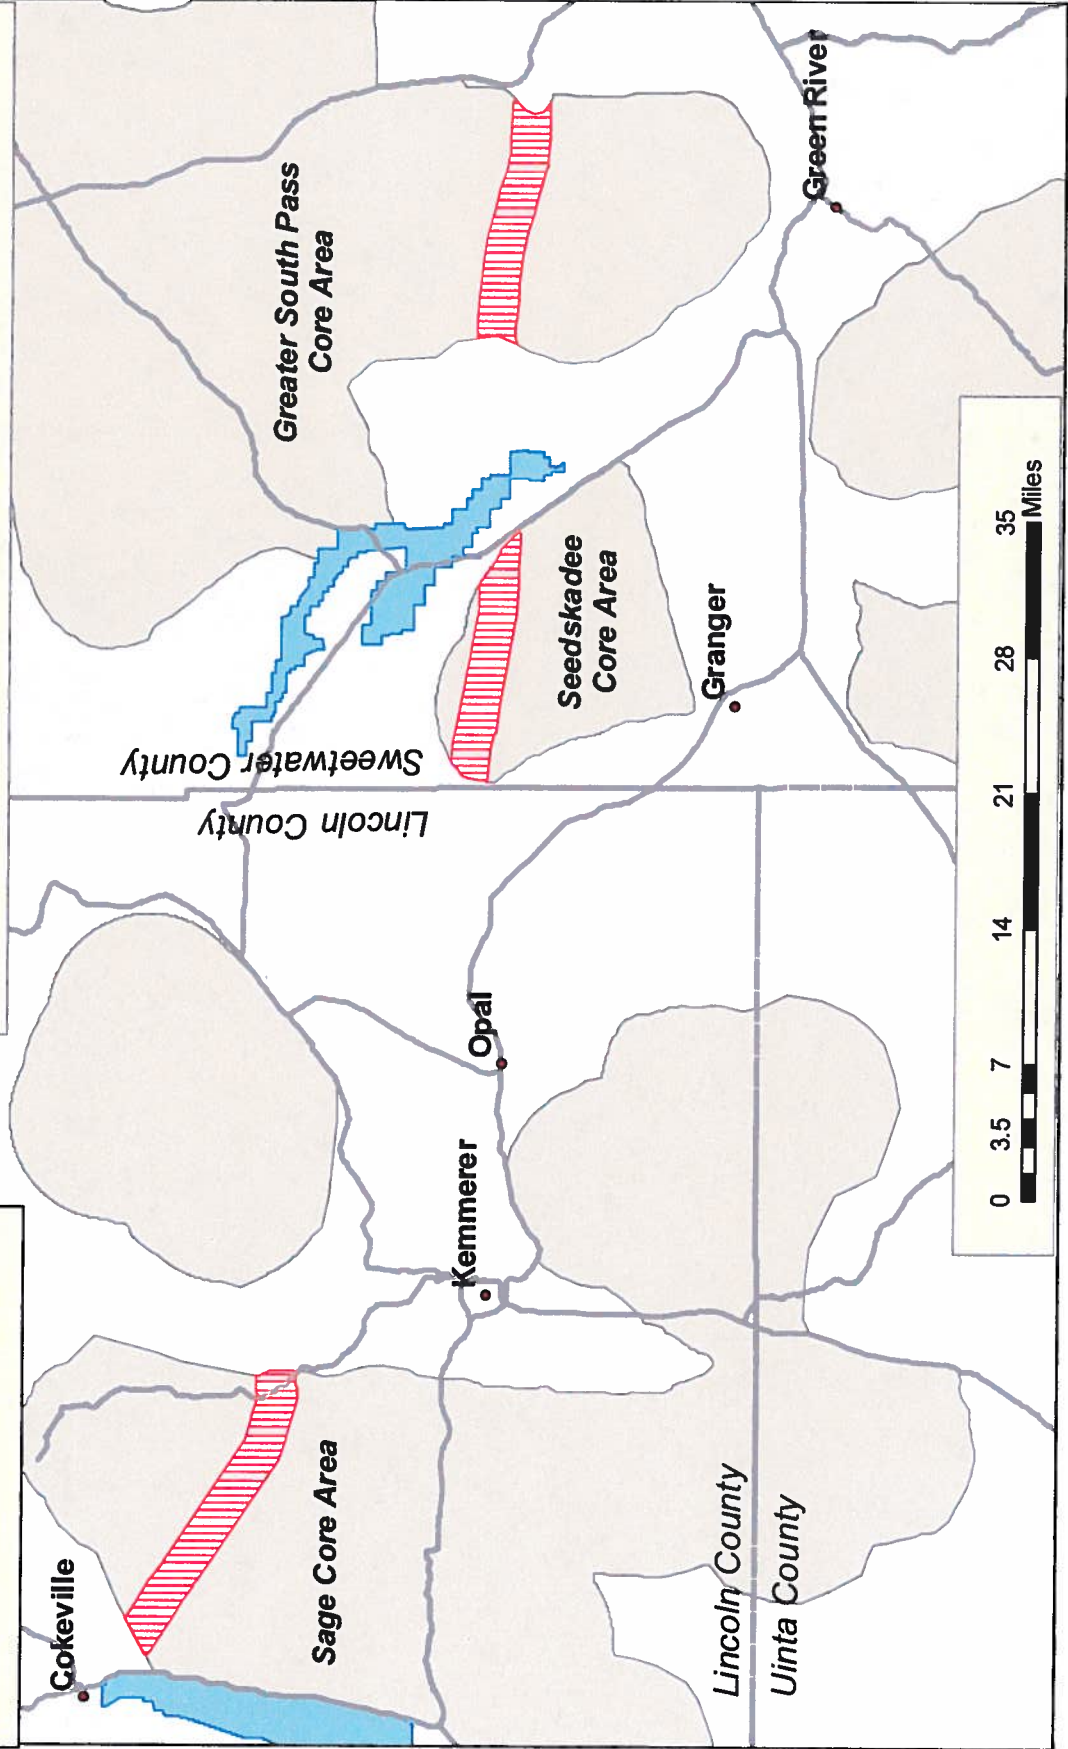 Cokeville
Sage Core Area
Kemmerer
Opal
Lincoln County
Sweetwater County
Greater South Pass
Core Area
Seedskadee
Core Area
Granger
Green River
Lincoln County
Uinta County
0 3.5 7 14 21 28 35
Miles